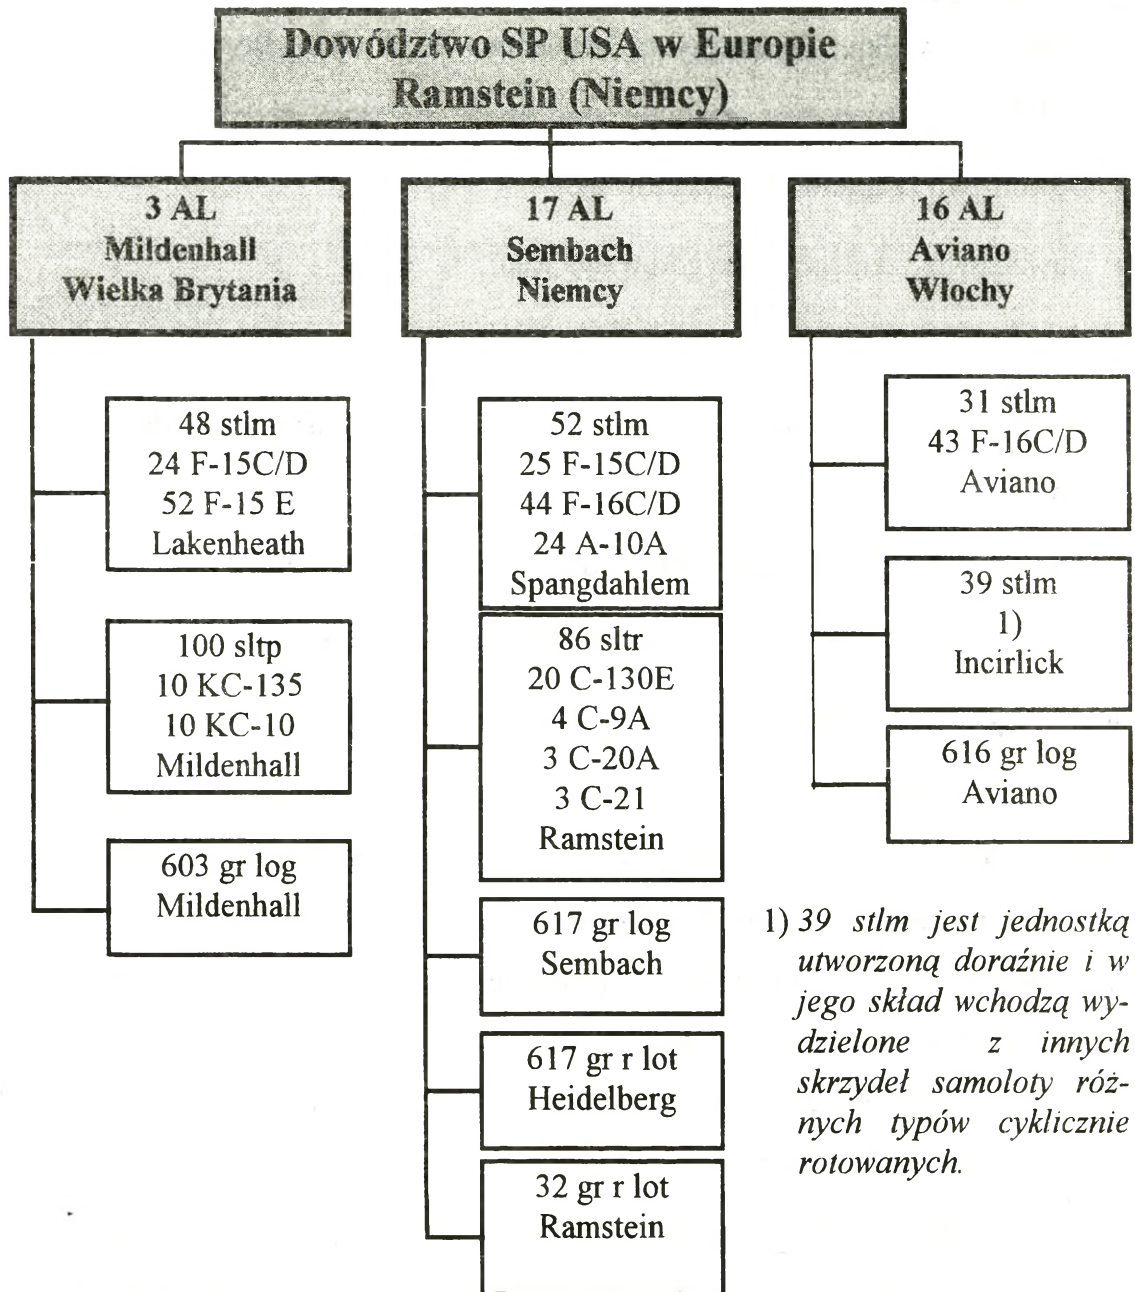 Dowództwo SP USA w Europie
Ramstein (Niemcy)
3 AL
Mildenhall
Wielka Brytania
48 stlm
24 F-15C/D
52 F-15 E
Lakenheath
100 sltp
10 KC-135
10 KC-10
Mildenhall
603 gr log
Mildenhall
17 AL
Sembach
Niemcy
52 stlm
25 F-15C/D
44 F-16C/D
24 A-10A
Spangdahlem
86 sltr
20 C-130E
4 C-9A
3 C-20A
3 C-21
Ramstein
617 gr log
Sembach
617 gr r lot
Heidelberg
32 gr r lot
Ramstein
16 AL
Aviano
Włochy
31 stlm
43 F-16C/D
Aviano
39 stlm
1)
Incirlick
616 gr log
Aviano
1) 39 stlm jest jednostką
utworzoną doraźnie i w
jego skład wchodzą wy-
dzielone z innych
skrzydeł samoloty róż-
nych typów cyklicznie
rotowanych.